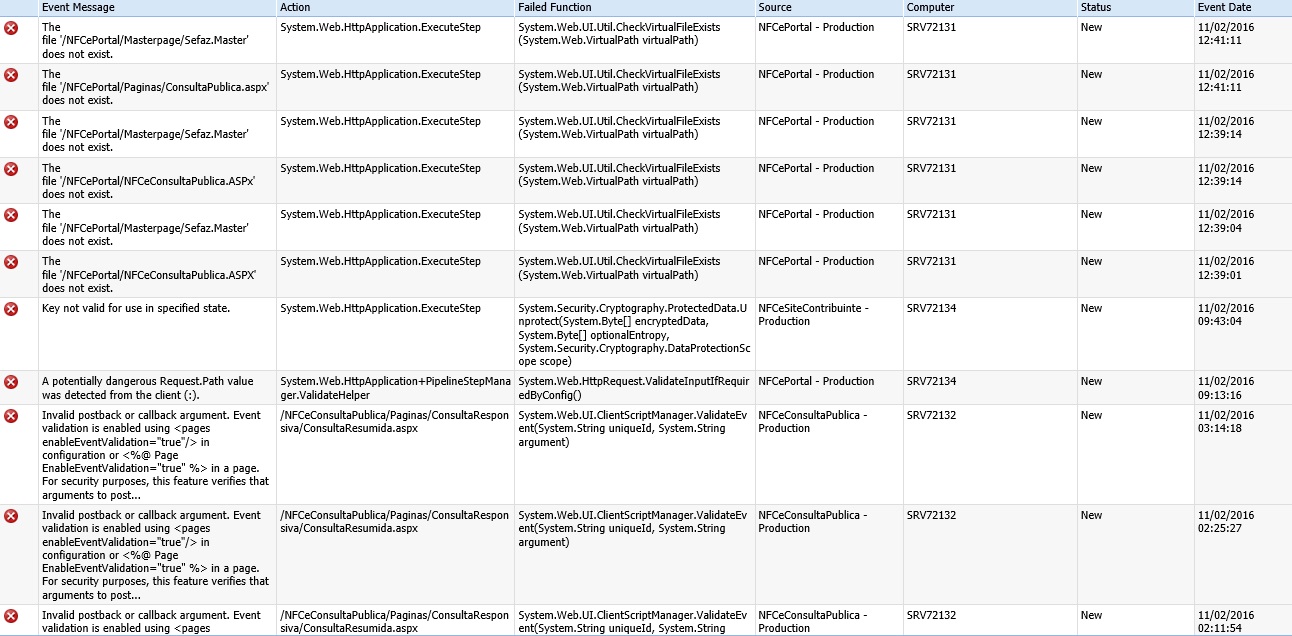 Event Message Action Failed Function Source Computer Status Event Date
The
file '/NFCePortal/Masterpage/Sefaz.Master'
does not exist.
System.Web.HttpApplication.ExecuteStep
System.Web.UI.Util.CheckVirtualFileExists
(System.Web.VirtualPath virtualPath)
NFCePortal - Production
SRV72131
New
11/02/2016
12:41:11
The
file '/NFCePortal/Paginas/ConsultaPublica.aspx'
does not exist.
System.Web.HttpApplication.ExecuteStep
System.Web.UI.Util.CheckVirtualFileExists
(System.Web.VirtualPath virtualPath)
NFCePortal - Production
SRV72131
New
11/02/2016
12:41:11
The
file '/NFCePortal/Masterpage/Sefaz.Master'
does not exist.
System.Web.HttpApplication.ExecuteStep
System.Web.UI.Util.CheckVirtualFileExists
(System.Web.VirtualPath virtualPath)
NFCePortal - Production
SRV72131
New
11/02/2016
12:39:14
The
file '/NFCePortal/NFCeConsultaPublica.ASPx'
does not exist.
System.Web.HttpApplication.ExecuteStep
System.Web.UI.Util.CheckVirtualFileExists
(System.Web.VirtualPath virtualPath)
NFCePortal - Production
SRV72131
New
11/02/2016
12:39:14
The
file '/NFCePortal/Masterpage/Sefaz.Master'
does not exist.
System.Web.HttpApplication.ExecuteStep
System.Web.UI.Util.CheckVirtualFileExists
(System.Web.VirtualPath virtualPath)
NFCePortal - Production
SRV72131
New
11/02/2016
12:39:04
The
file '/NFCePortal/NFCeConsultaPublica.ASPX'
does not exist.
System.Web.HttpApplication.ExecuteStep
System.Web.UI.Util.CheckVirtualFileExists
(System.Web.VirtualPath virtualPath)
NFCePortal - Production
SRV72131
New
11/02/2016
12:39:01
Key not valid for use in specified state.
System.Web.HttpApplication.ExecuteStep
System.Security.Cryptography.ProtectedData.U
nprotect(System.Byte[] encryptedData,
System.Byte[] optionalEntropy,
System.Security.Cryptography.DataProtectionSc
ope scope)
NFCeSiteContribuinte -
Production
SRV72134
New
11/02/2016
09:43:04
A potentially dangerous Request.Path value
was detected from the client (:).
System.Web.HttpApplication+PipelineStepMana
ger.ValidateHelper
System.Web.HttpRequest.ValidateInputIfRequir
edByConfig()
NFCePortal - Production
SRV72134
New
11/02/2016
09:13:16
Invalid postback or callback argument. Event
validation is enabled using <pages
enableEventValidation="true"/> in
configuration or <%@ Page
EnableEventValidation="true" %> in a page.
For security purposes, this feature verifies that
arguments to post...
/NFCeConsultaPublica/Paginas/ConsultaRespon
siva/ConsultaResumida.aspx
System.Web.UI.ClientScriptManager.ValidateEv
ent(System.String uniqueId, System.String
argument)
NFCeConsultaPublica -
Production
SRV72132
New
11/02/2016
03:14:18
Invalid postback or callback argument. Event
validation is enabled using <pages
enableEventValidation="true"/> in
configuration or <%@ Page
EnableEventValidation="true" %> in a page.
For security purposes, this feature verifies that
arguments to post...
/NFCeConsultaPublica/Paginas/ConsultaRespon
siva/ConsultaResumida.aspx
System.Web.UI.ClientScriptManager.ValidateEv
ent(System.String uniqueId, System.String
argument)
NFCeConsultaPublica -
Production
SRV72132
New
11/02/2016
02:25:27
Invalid postback or callback argument. Event
validation is enabled using <pages
/NFCeConsultaPublica/Paginas/ConsultaRespon
siva/ConsultaResumida.aspx
System.Web.UI.ClientScriptManager.ValidateEv
ent(System.String uniqueId, System.String
NFCeConsultaPublica -
Production
SRV72132
New
11/02/2016
02:11:54